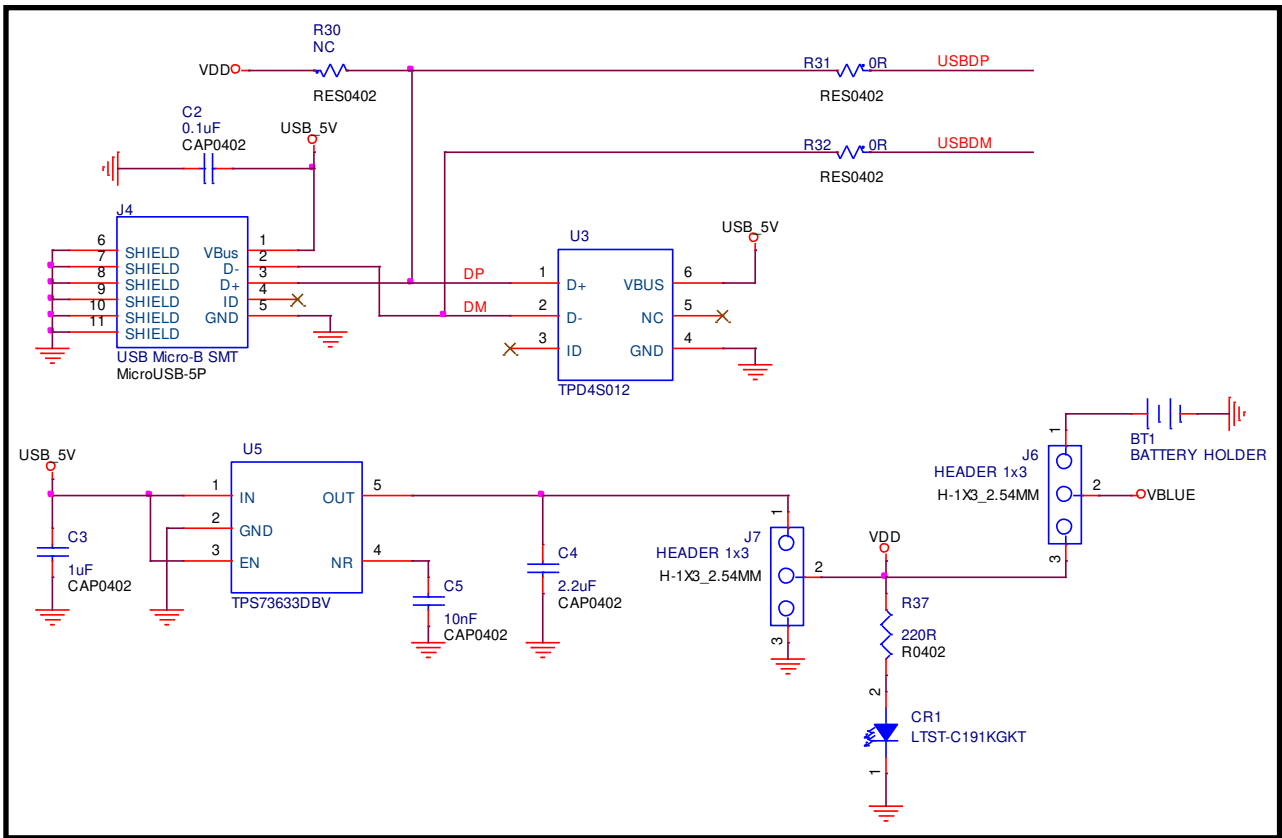 R30
NC
VDD
RES0402
R31
0R
USBDP
RES0402
C2
0.1uF
CAP0402
USB_5V
R32
0R
USBDM
RES0402
J4
6 SHIELD VBus 1
7 SHIELD D- 2
8 SHIELD D+ 3
9 SHIELD ID 4
10 SHIELD GND 5
11 SHIELD
USB Micro-B SMT
MicroUSB-5P
DP
DM
U3
USB_5V
1 D+ VBUS 6
2 D- NC 5
3 ID GND 4
TPD4S012
USB_5V
C3
1uF
CAP0402
U5
1 IN OUT 5
2 GND
3 EN NR 4
TPS73633DBV
C5
10nF
CAP0402
C4
2.2uF
CAP0402
J7
HEADER 1x3
H-1X3_2.54MM
1
2
3
VDD
R37
220R
R0402
2
CR1
LTST-C191KGKT
1
J6
HEADER 1x3
H-1X3_2.54MM
1
2
3
VBLUE
BT1
BATTERY HOLDER